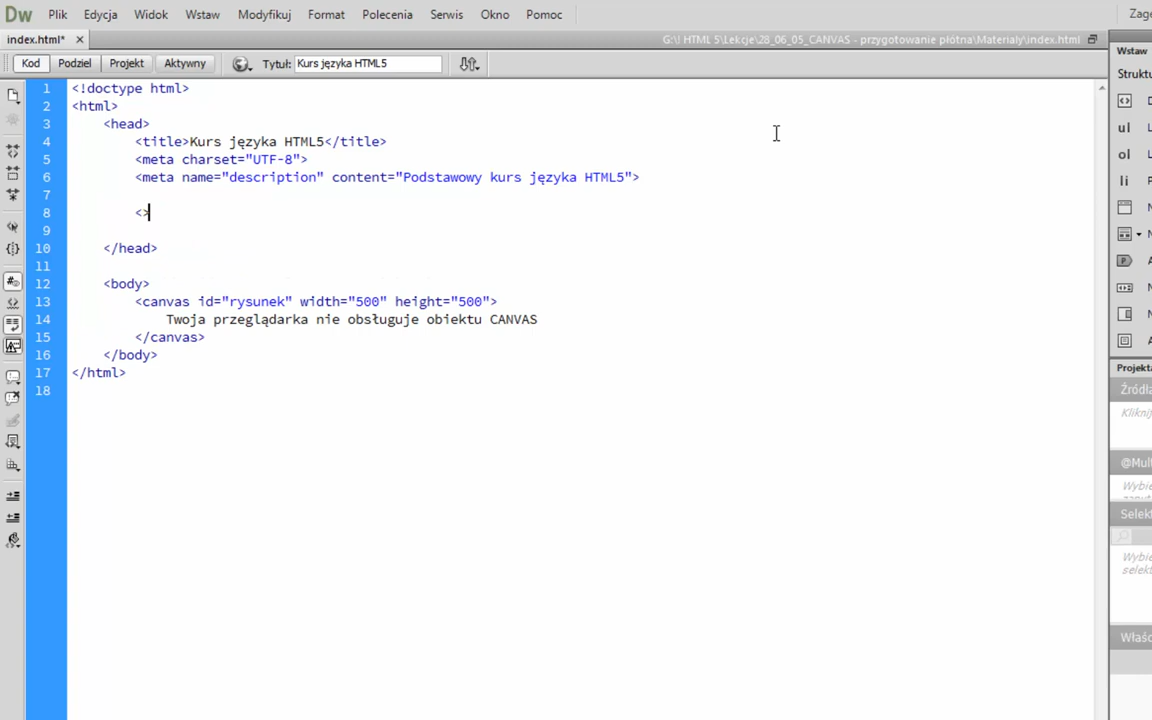 Dw Plik Edycja Widok Wstaw Modyfikuj Format Polecenia Serwis Okno Pomoc
index.html* × G:\! HTML 5\Lekcje\28_06_05_CANVAS - przygotowanie płótna\Materiały\index.html
Wstaw
Kod Podziel Projekt Aktywny Tytuł: Kurs języka HTML5
1 <!doctype html>
2 <html>
3 <head>
4 <title>Kurs języka HTML5</title>
5 <meta charset="UTF-8">
6 <meta name="description" content="Podstawowy kurs języka HTML5">
7
8 <>
9
10 </head>
11
12 <body>
13 <canvas id="rysunek" width="500" height="500">
14 Twoja przeglądarka nie obsługuje obiektu CANVAS
15 </canvas>
16 </body>
17 </html>
18
ul
ol
li